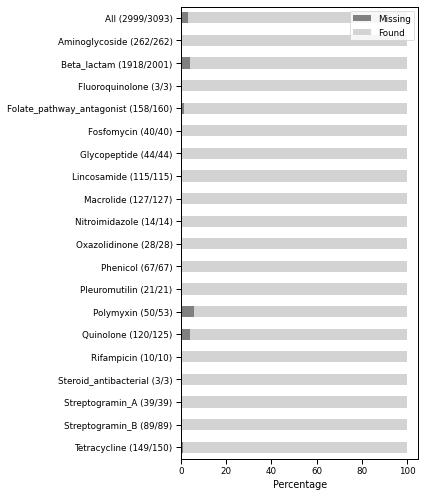 All (2999/3093)
Missing
Found
Aminoglycoside (262/262)
Beta_lactam (1918/2001)
Fluoroquinolone (3/3)
Folate_pathway_antagonist (158/160)
Fosfomycin (40/40)
Glycopeptide (44/44)
Lincosamide (115/115)
Macrolide (127/127)
Nitroimidazole (14/14)
Oxazolidinone (28/28)
Phenicol (67/67)
Pleuromutilin (21/21)
Polymyxin (50/53)
Quinolone (120/125)
Rifampicin (10/10)
Steroid_antibacterial (3/3)
Streptogramin_A (39/39)
Streptogramin_B (89/89)
Tetracycline (149/150)
0 20 40 60 80 100
Percentage